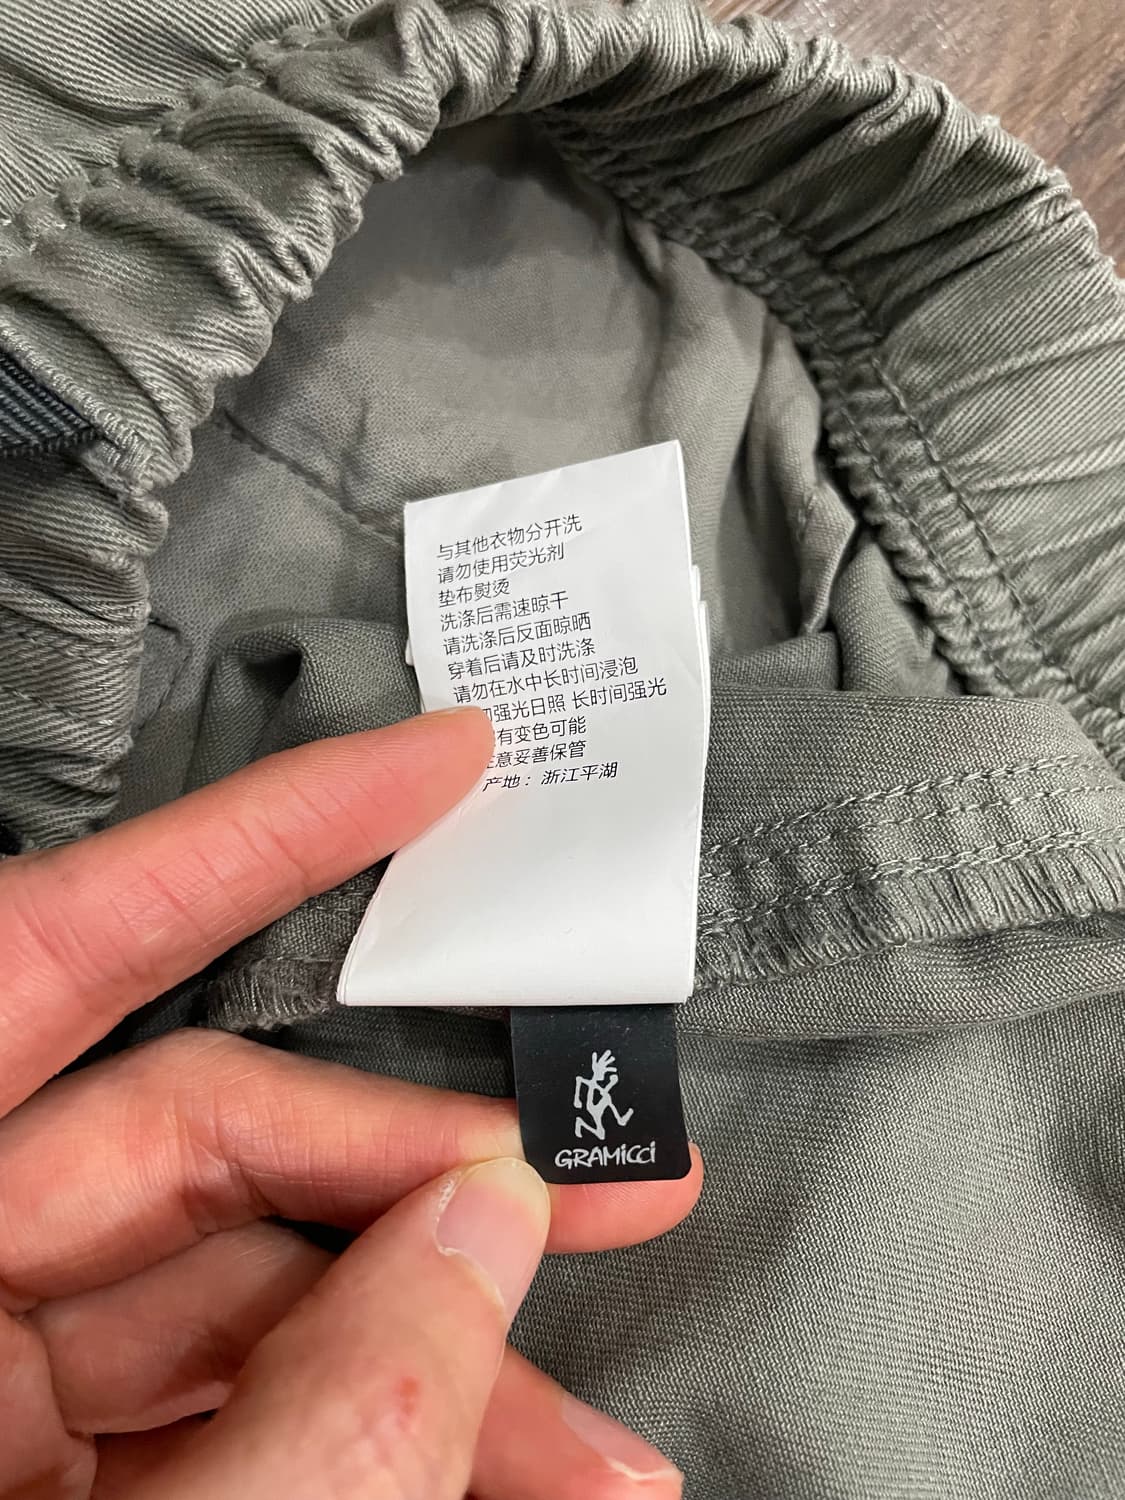 与其他衣物分开洗
请勿使用荧光剂
垫布熨烫
洗涤后需速晾干
请洗涤后反面晾晒
穿着后请及时洗涤
请勿在水中长时间浸泡
强光日照 长时间强光
有变色可能
意妥善保管
产地：浙江平湖
GRAMiCCi